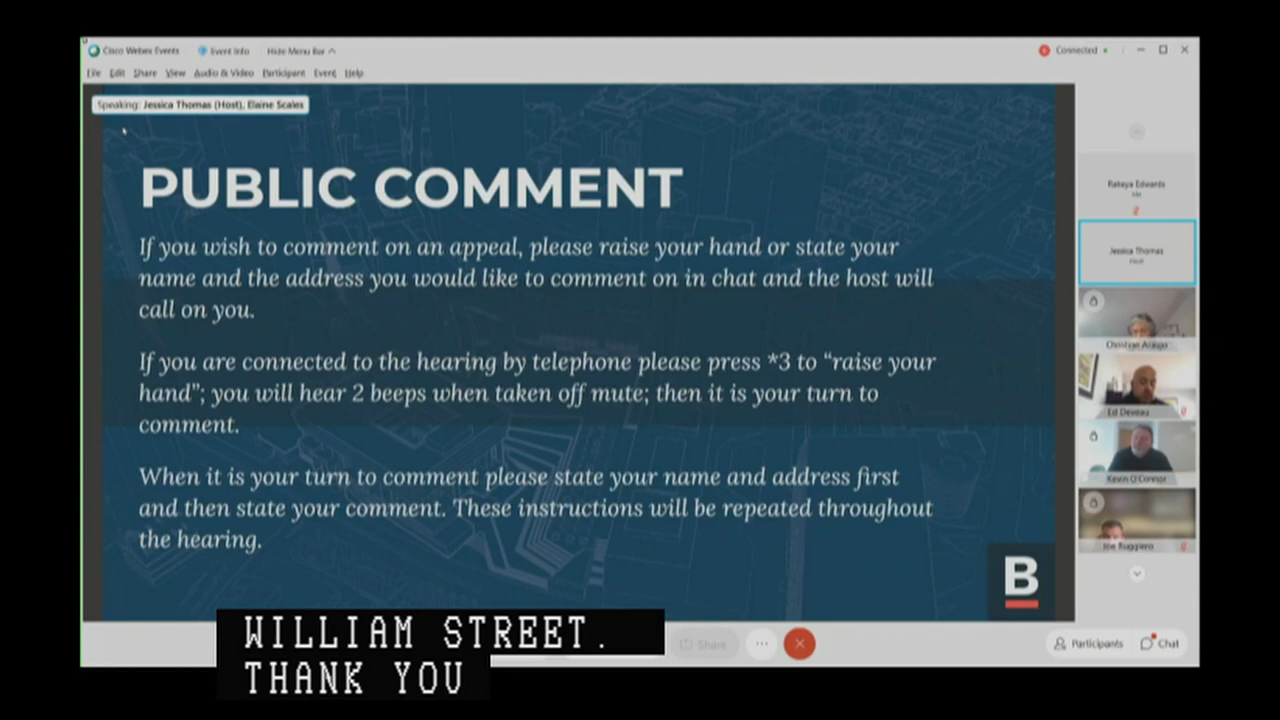 Cisco Webex Events
Event Info
Hide Menu Bar
Connected
File Edit Share View Audio & Video Participant Event Help
Speaking: Jessica Thomas (Host), Elaine Scales
PUBLIC COMMENT
If you wish to comment on an appeal, please raise your hand or state your
name and the address you would like to comment on in chat and the host will
call on you.
If you are connected to the hearing by telephone please press *3 to “raise your
hand”; you will hear 2 beeps when taken off mute; then it is your turn to
comment.
When it is your turn to comment please state your name and address first
and then state your comment. These instructions will be repeated throughout
the hearing.
B
Rakeya Edwards
Me
Jessica Thomas
Host
Christian Araujo
Ed Deveau
Kevin O'Connor
Joe Ruggiero
Share
Participants
Chat
WILLIAM STREET.
THANK YOU